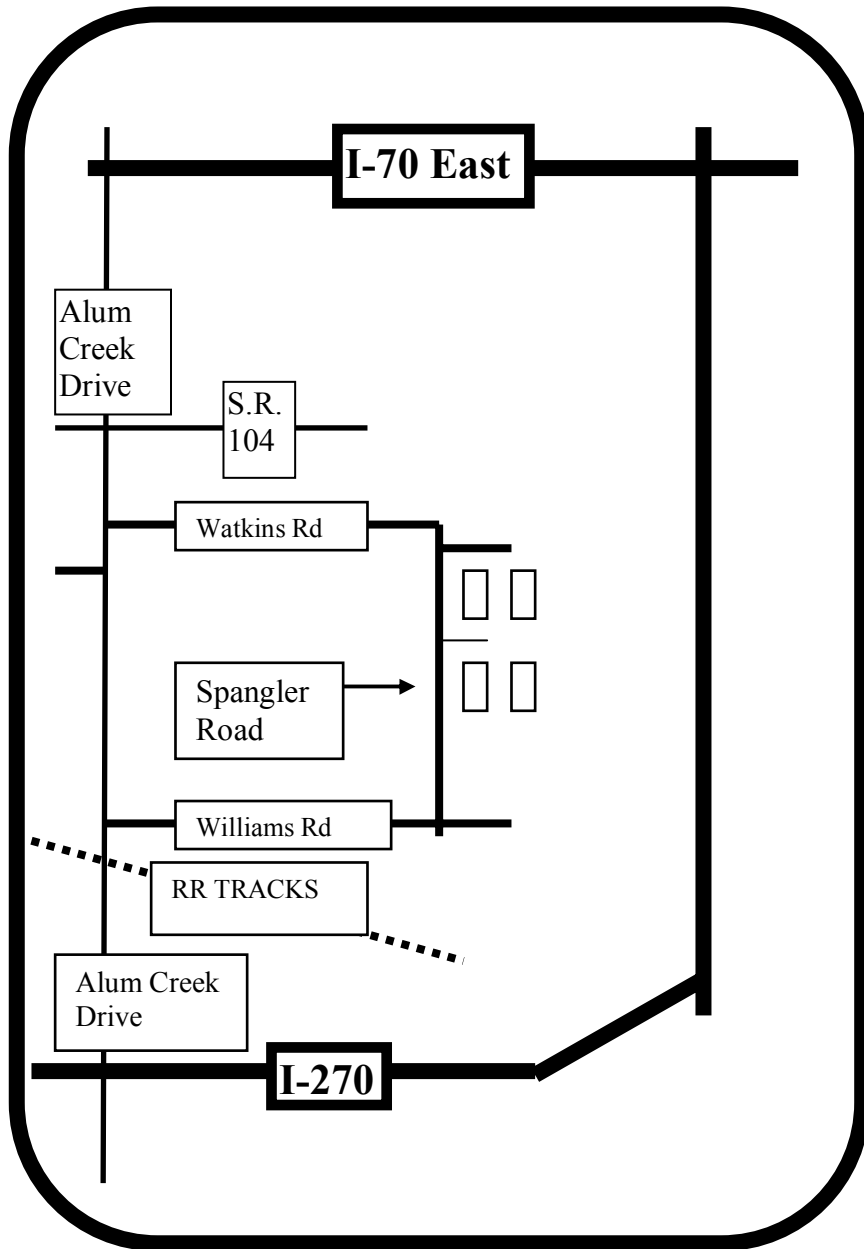 I-70 East
Alum
Creek
Drive
S.R.
104
Watkins Rd
Spangler
Road
Williams Rd
RR TRACKS
Alum Creek
Drive
I-270